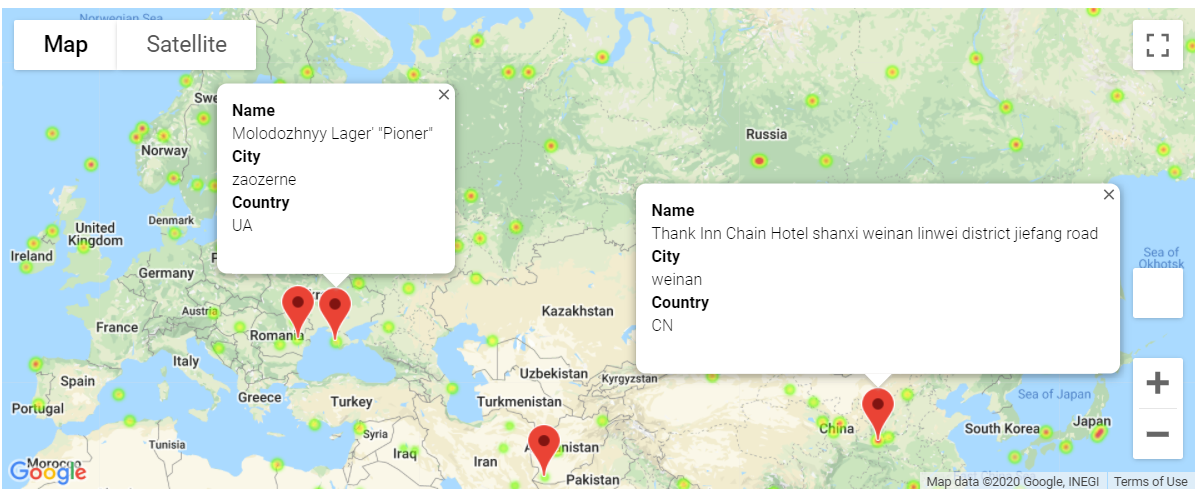 Norwegian Sea
Map
Satellite
Name
Molodozhnyy Lager' "Pioner"
City
zaozerne
Country
UA
Name
Thank Inn Chain Hotel shanxi weinan linwei district jiefang road
City
weinan
Country
CN
Russia
Norway
United
Kingdom
Ireland
Denmark
Germany
Austria
France
Romania
Italy
Spain
Portugal
Greece
Turkey
Tunisia
Syria
Iraq
Iran
Morocco
Kazakhstan
Uzbekistan
Kyrgyzstan
Turkmenistan
Pakistan
China
South Korea
Japan
Sea of Japan
Sea of
Okhotsk
Google
Map data ©2020 Google, INEGI
Terms of Use